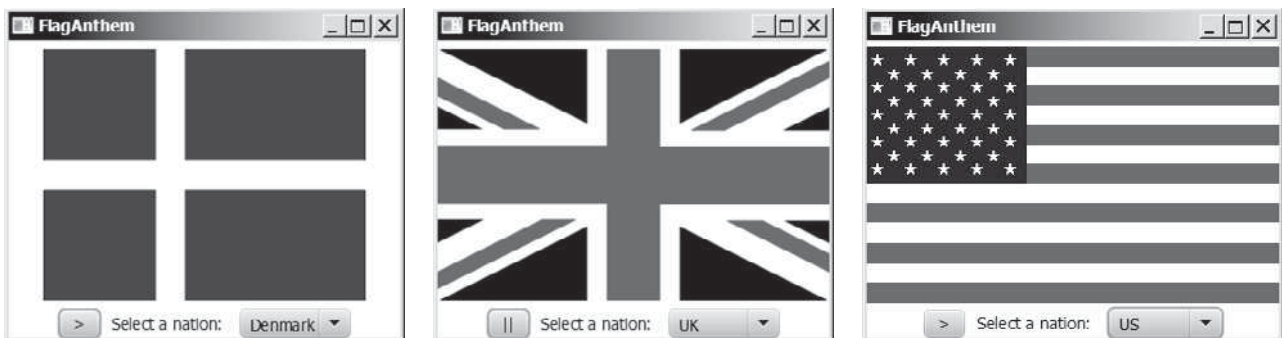 FlagAnthem
> Select a nation: Denmark
FlagAnthem
|| Select a nation: UK
FlagAnthem
> Select a nation: US